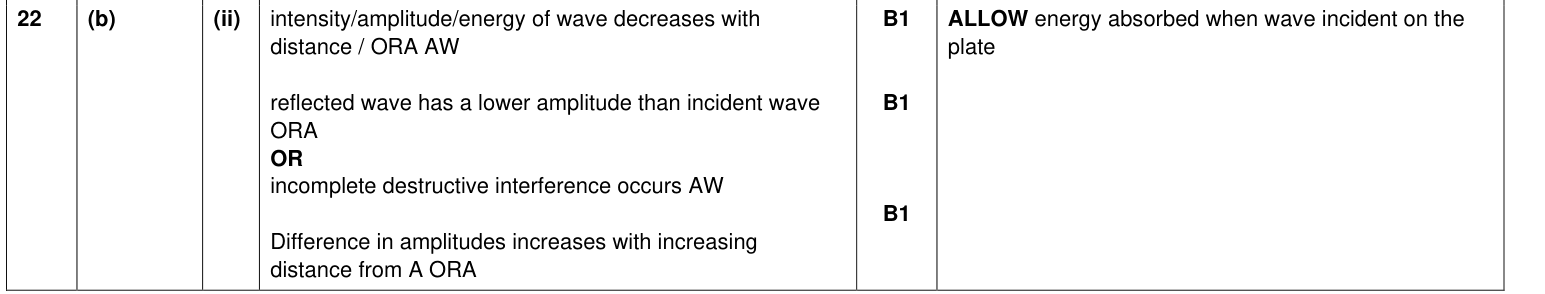 22 (b) (ii) intensity/amplitude/energy of wave decreases with B1 ALLOW energy absorbed when wave incident on the
distance / ORA AW plate
reflected wave has a lower amplitude than incident wave B1
ORA
OR
incomplete destructive interference occurs AW
B1
Difference in amplitudes increases with increasing
distance from A ORA